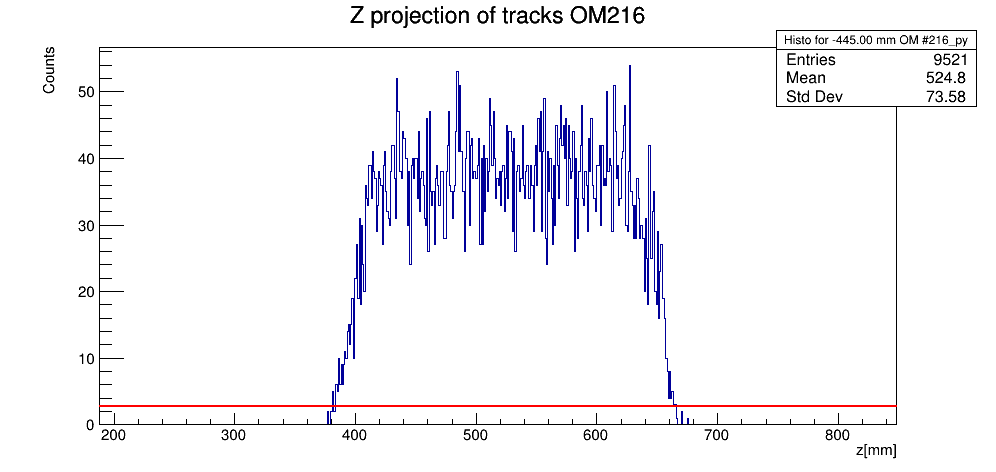 Z projection of tracks OM216
Histo for -445.00 mm OM #216_py
Entries 9521
Mean 524.8
Std Dev 73.58
Counts
50
40
30
20
10
0
200 300 400 500 600 700 800
z[mm]